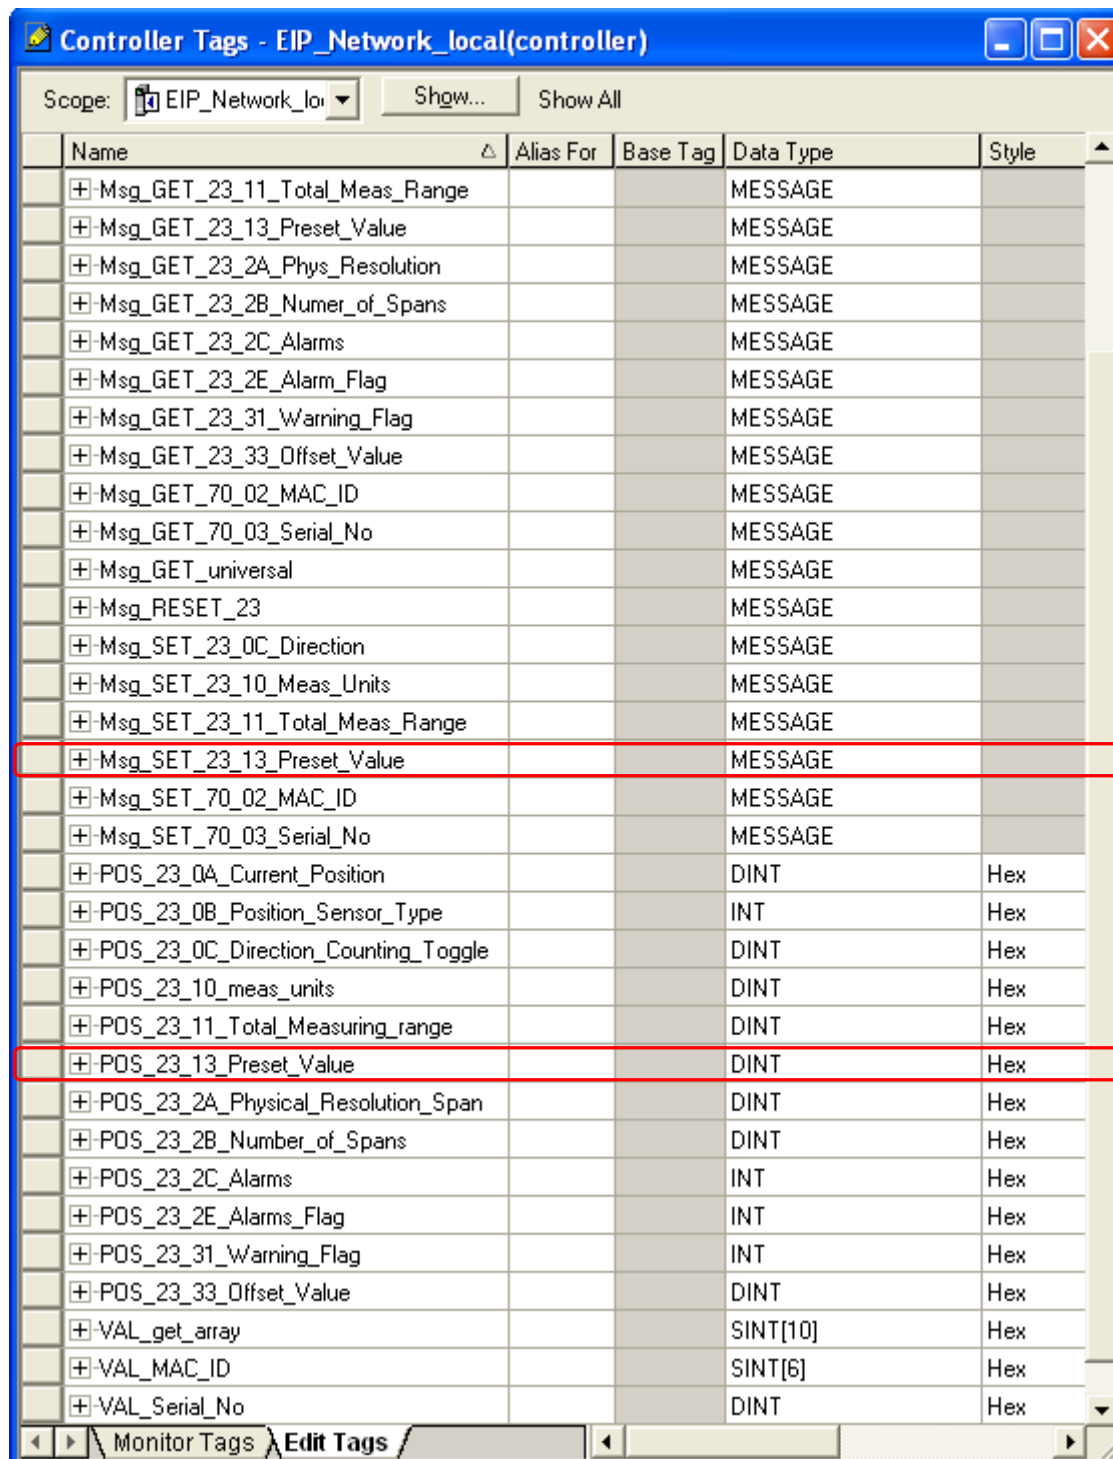 Controller Tags - EIP_Network_local(controller)
Scope: EIP_Network_lo Show... Show All
Name Alias For Base Tag Data Type Style
Msg_GET_23_11_Total_Meas_Range MESSAGE
Msg_GET_23_13_Preset_Value MESSAGE
Msg_GET_23_2A_Phys_Resolution MESSAGE
Msg_GET_23_2B_Numer_of_Spans MESSAGE
Msg_GET_23_2C_Alarms MESSAGE
Msg_GET_23_2E_Alarm_Flag MESSAGE
Msg_GET_23_31_Warning_Flag MESSAGE
Msg_GET_23_33_Offset_Value MESSAGE
Msg_GET_70_02_MAC_ID MESSAGE
Msg_GET_70_03_Serial_No MESSAGE
Msg_GET_universal MESSAGE
Msg_RESET_23 MESSAGE
Msg_SET_23_0C_Direction MESSAGE
Msg_SET_23_10_Meas_Units MESSAGE
Msg_SET_23_11_Total_Meas_Range MESSAGE
Msg_SET_23_13_Preset_Value MESSAGE
Msg_SET_70_02_MAC_ID MESSAGE
Msg_SET_70_03_Serial_No MESSAGE
POS_23_0A_Current_Position DINT Hex
POS_23_0B_Position_Sensor_Type INT Hex
POS_23_0C_Direction_Counting_Toggle DINT Hex
POS_23_10_meas_units DINT Hex
POS_23_11_Total_Measuring_range DINT Hex
POS_23_13_Preset_Value DINT Hex
POS_23_2A_Physical_Resolution_Span DINT Hex
POS_23_2B_Number_of_Spans DINT Hex
POS_23_2C_Alarms INT Hex
POS_23_2E_Alarms_Flag INT Hex
POS_23_31_Warning_Flag INT Hex
POS_23_33_Offset_Value DINT Hex
VAL_get_array SINT[10] Hex
VAL_MAC_ID SINT[6] Hex
VAL_Serial_No DINT Hex
Monitor Tags Edit Tags